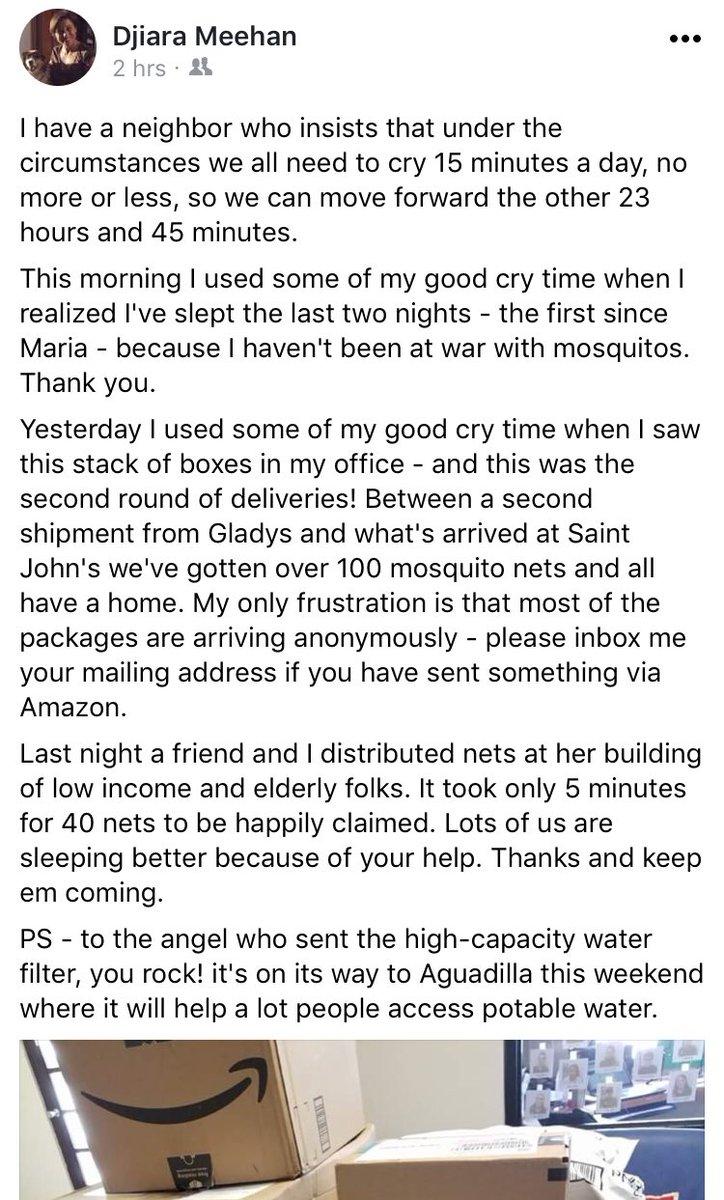 Djiara Meehan
2 hrs ·
I have a neighbor who insists that under the
circumstances we all need to cry 15 minutes a day, no
more or less, so we can move forward the other 23
hours and 45 minutes.
This morning I used some of my good cry time when I
realized I've slept the last two nights - the first since
Maria - because I haven't been at war with mosquitos.
Thank you.
Yesterday I used some of my good cry time when I saw
this stack of boxes in my office - and this was the
second round of deliveries! Between a second
shipment from Gladys and what's arrived at Saint
John's we've gotten over 100 mosquito nets and all
have a home. My only frustration is that most of the
packages are arriving anonymously - please inbox me
your mailing address if you have sent something via
Amazon.
Last night a friend and I distributed nets at her building
of low income and elderly folks. It took only 5 minutes
for 40 nets to be happily claimed. Lots of us are
sleeping better because of your help. Thanks and keep
em coming.
PS - to the angel who sent the high-capacity water
filter, you rock! it's on its way to Aguadilla this weekend
where it will help a lot people access potable water.